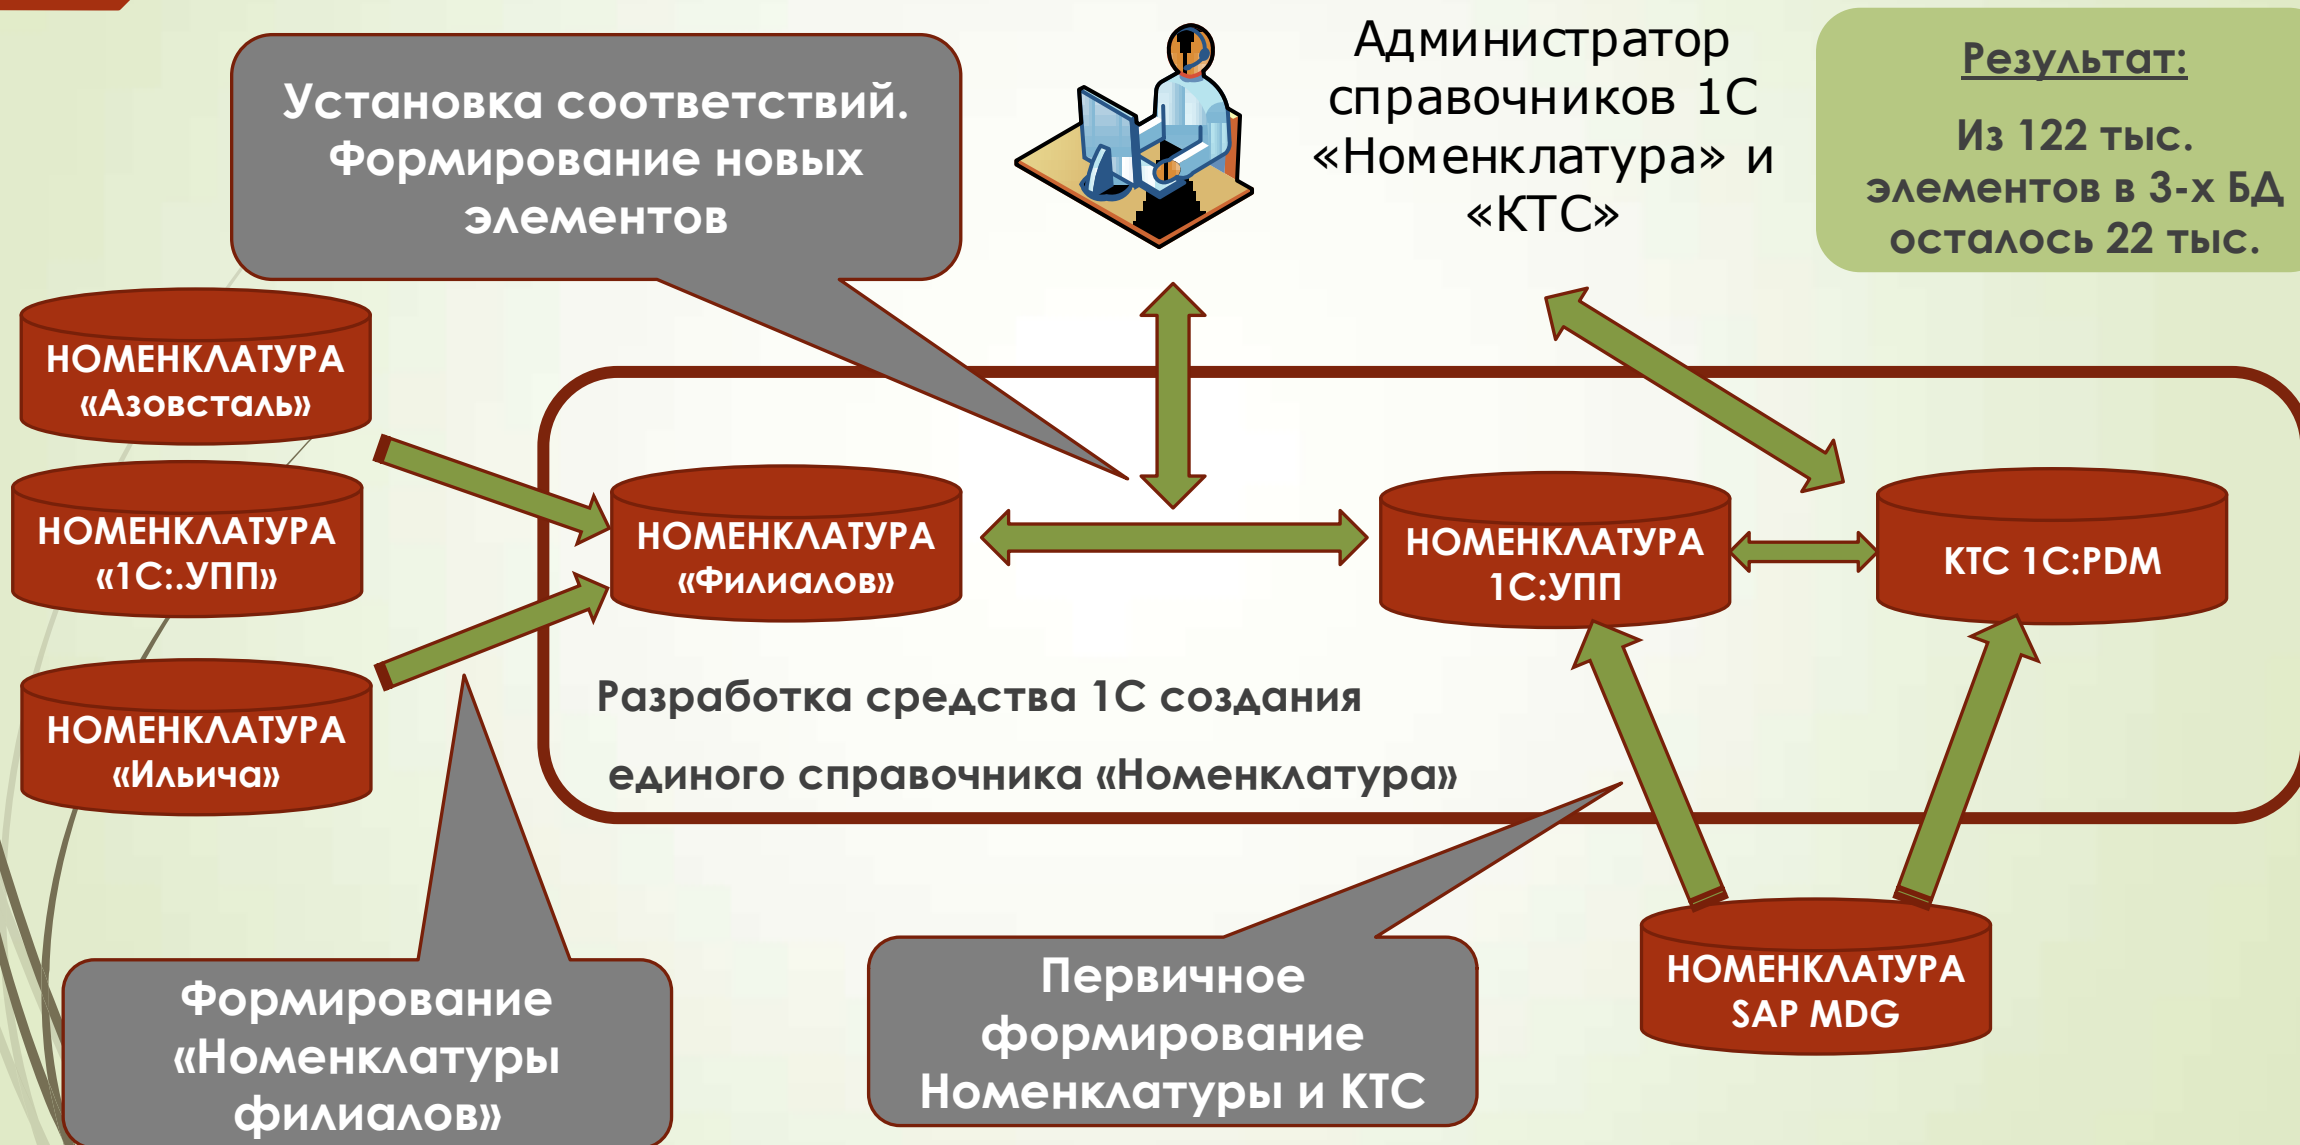 Установка соответствий.
Формирование новых
элементов
Администратор
справочников 1С
«Номенклатура» и
«КТС»
Результат:
Из 122 тыс.
элементов в 3-х БД
осталось 22 тыс.
НОМЕНКЛАТУРА
«Азовсталь»
НОМЕНКЛАТУРА
«1С:.УПП»
НОМЕНКЛАТУРА
«Ильича»
НОМЕНКЛАТУРА
«Филиалов»
НОМЕНКЛАТУРА
1С:УПП
КТС 1С:PDM
Разработка средства 1С создания
единого справочника «Номенклатура»
Формирование
«Номенклатуры
филиалов»
Первичное
формирование
Номенклатуры и КТС
НОМЕНКЛАТУРА
SAP MDG